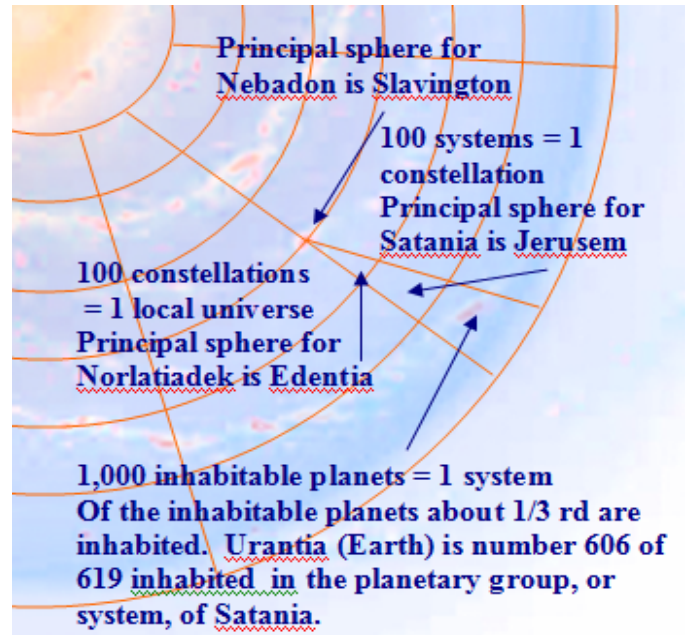 Principal sphere for
Nebadon is Slavington
100 systems = 1
constellation
Principal sphere for
Satania is Jerusem
100 constellations
= 1 local universe
Principal sphere for
Norlatiadek is Edentia
1,000 inhabitable planets = 1 system
Of the inhabitable planets about 1/3 rd are
inhabited. Urantia (Earth) is number 606 of
619 inhabited in the planetary group, or
system, of Satania.